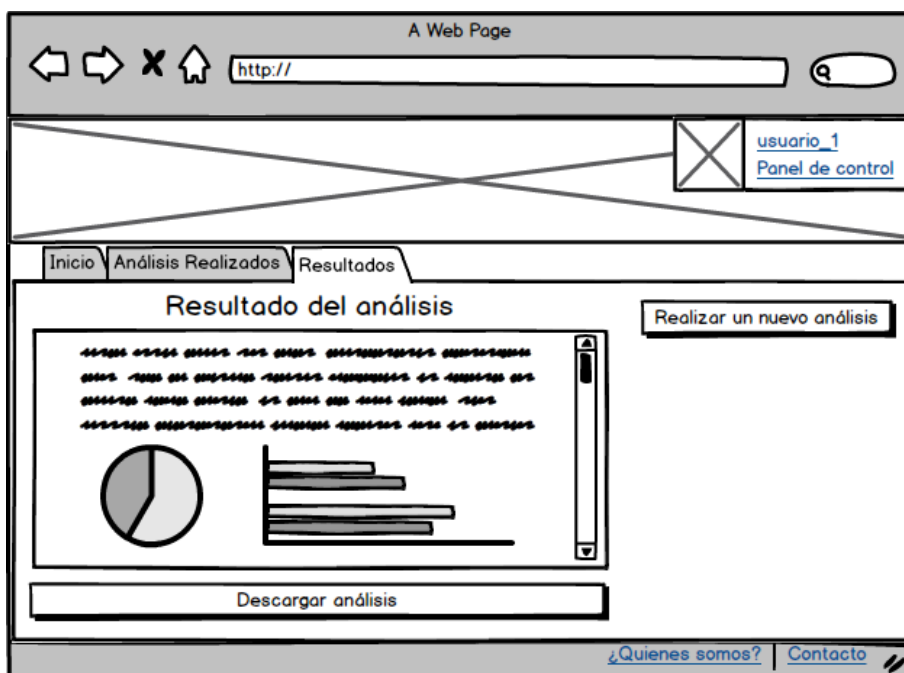 A Web Page
http://
usuario_1
Panel de control
Inicio
Análisis Realizados
Resultados
Resultado del análisis
Realizar un nuevo análisis
Descargar análisis
¿Quienes somos?
Contacto